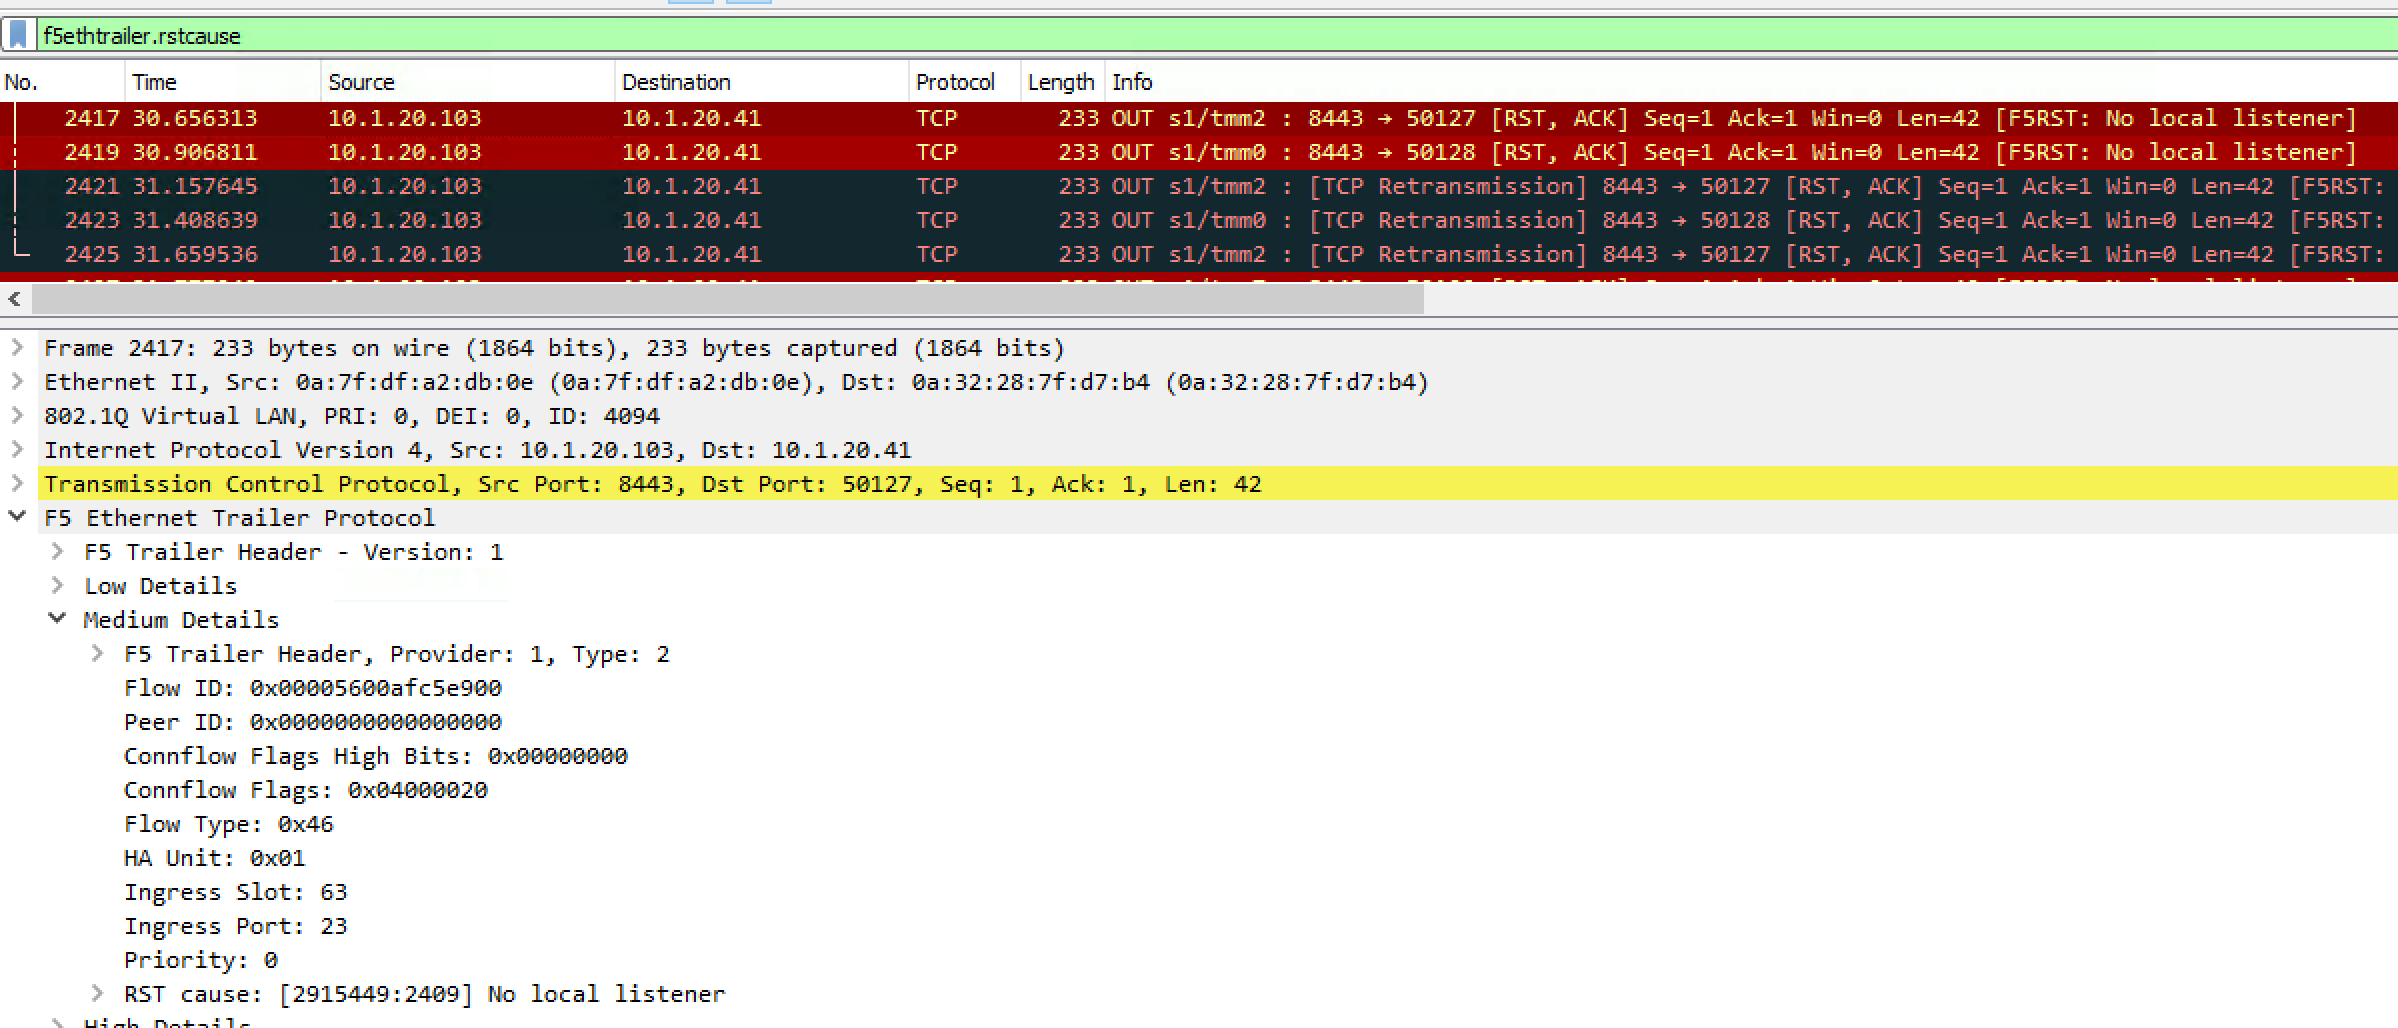 f5ethtrailer.rstcause
No. Time Source Destination Protocol Length Info
2417 30.656313 10.1.20.103 10.1.20.41 TCP 233 OUT s1/tmm2 : 8443 → 50127 [RST, ACK] Seq=1 Ack=1 Win=0 Len=42 [F5RST: No local listener]
2419 30.906811 10.1.20.103 10.1.20.41 TCP 233 OUT s1/tmm0 : 8443 → 50128 [RST, ACK] Seq=1 Ack=1 Win=0 Len=42 [F5RST: No local listener]
2421 31.157645 10.1.20.103 10.1.20.41 TCP 233 OUT s1/tmm2 : [TCP Retransmission] 8443 → 50127 [RST, ACK] Seq=1 Ack=1 Win=0 Len=42 [F5RST:
2423 31.408639 10.1.20.103 10.1.20.41 TCP 233 OUT s1/tmm0 : [TCP Retransmission] 8443 → 50128 [RST, ACK] Seq=1 Ack=1 Win=0 Len=42 [F5RST:
2425 31.659536 10.1.20.103 10.1.20.41 TCP 233 OUT s1/tmm2 : [TCP Retransmission] 8443 → 50127 [RST, ACK] Seq=1 Ack=1 Win=0 Len=42 [F5RST:
Frame 2417: 233 bytes on wire (1864 bits), 233 bytes captured (1864 bits)
Ethernet II, Src: 0a:7f:df:a2:db:0e (0a:7f:df:a2:db:0e), Dst: 0a:32:28:7f:d7:b4 (0a:32:28:7f:d7:b4)
802.1Q Virtual LAN, PRI: 0, DEI: 0, ID: 4094
Internet Protocol Version 4, Src: 10.1.20.103, Dst: 10.1.20.41
Transmission Control Protocol, Src Port: 8443, Dst Port: 50127, Seq: 1, Ack: 1, Len: 42
F5 Ethernet Trailer Protocol
F5 Trailer Header - Version: 1
Low Details
Medium Details
F5 Trailer Header, Provider: 1, Type: 2
Flow ID: 0x00005600afc5e900
Peer ID: 0x0000000000000000
Connflow Flags High Bits: 0x00000000
Connflow Flags: 0x04000020
Flow Type: 0x46
HA Unit: 0x01
Ingress Slot: 63
Ingress Port: 23
Priority: 0
RST cause: [2915449:2409] No local listener
High Details